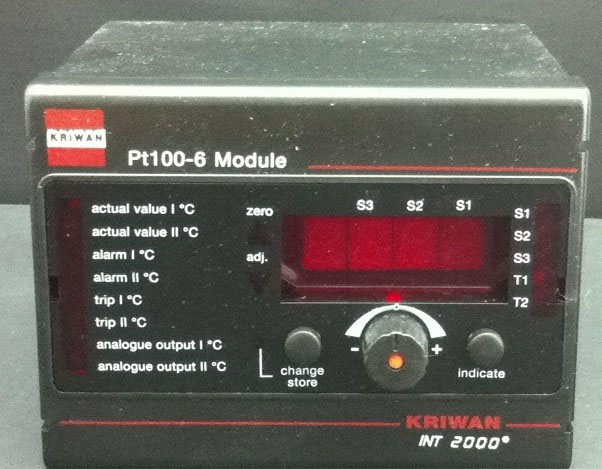 KRIWAN
Pt100-6 Module
S3 S2 S1
actual value I °C
actual value II °C
alarm I °C
alarm II °C
trip I °C
trip II °C
analogue output I °C
analogue output II °C
zero
adj.
S1
S2
S3
T1
T2
- +
change
store
indicate
KRIWAN
INT 2000®